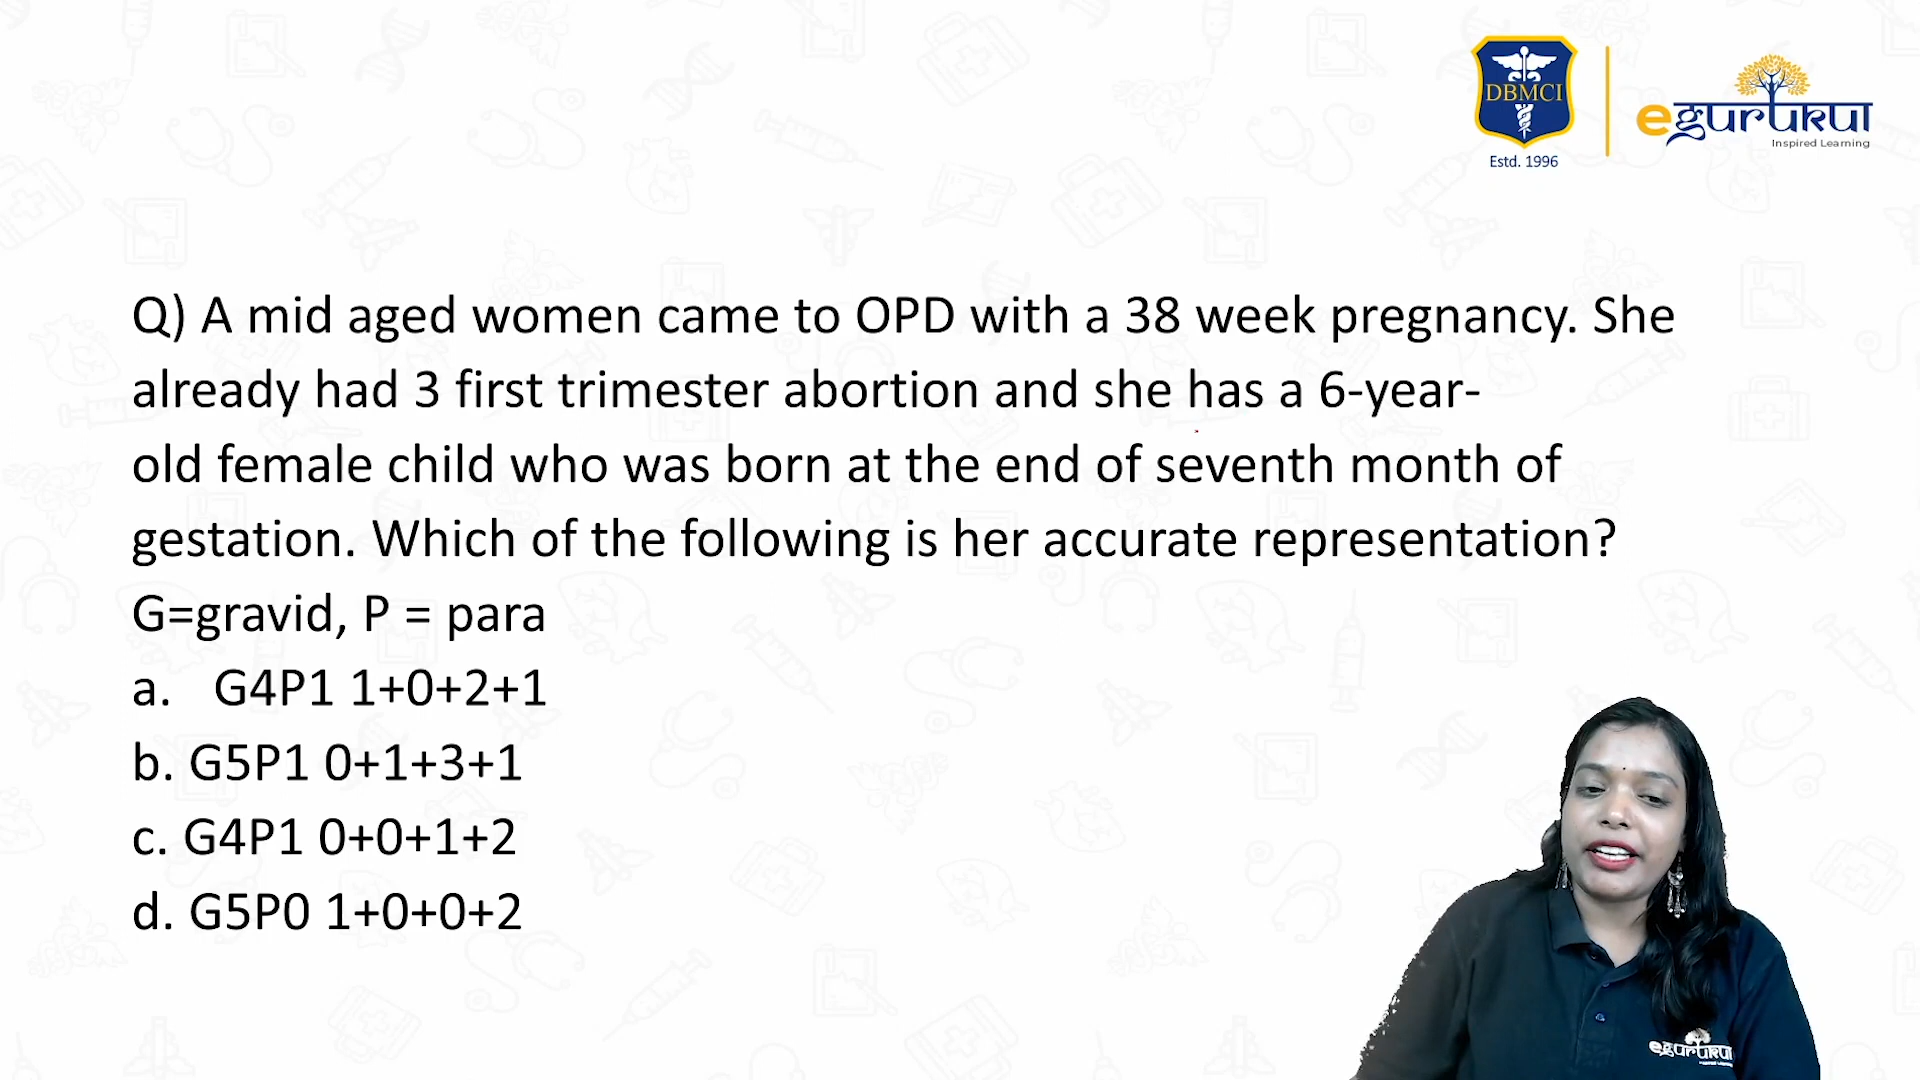 DBMCI
Estd. 1996
egurukul
Inspired Learning
Q) A mid aged women came to OPD with a 38 week pregnancy. She
already had 3 first trimester abortion and she has a 6-year-
old female child who was born at the end of seventh month of
gestation. Which of the following is her accurate representation?
G=gravid, P = para
a. G4P1 1+0+2+1
b. G5P1 0+1+3+1
c. G4P1 0+0+1+2
d. G5P0 1+0+0+2
egurukul